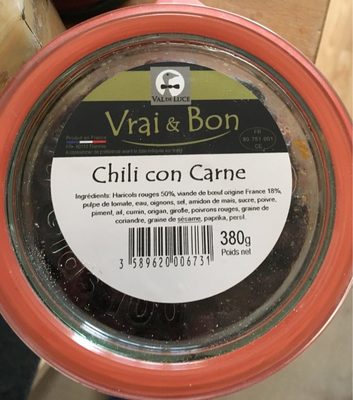 VAL DE LUCE
Vrai & Bon
Produit en France
FR
80.751.001
CE
Chili con Carne
Ingrédients: Haricots rouges 50%, viande de bœuf origine France 18%,
pulpe de tomate, eau, oignons, sel, amidon de mais, sucre, poivre,
piment, ail, cumin, origan, girofle, poivrons rouges, graine de
coriandre, graine de sésame, paprika, persil.
380g
Poids net
3 589620 006731